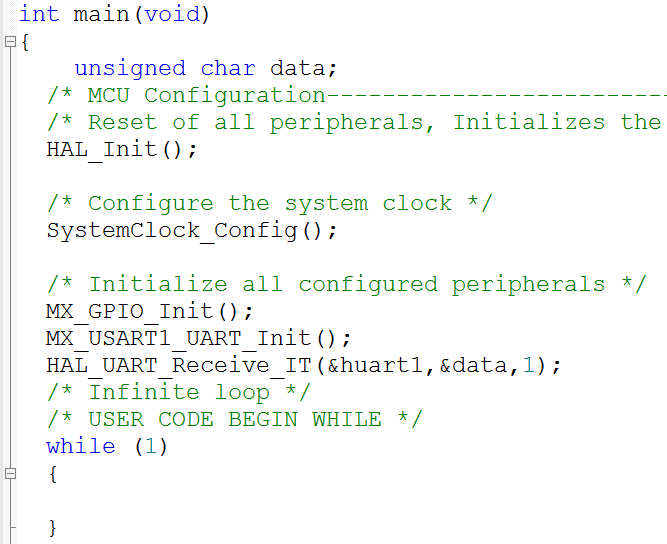 int main(void)
{
unsigned char data;
/* MCU Configuration-------------------------
/* Reset of all peripherals, Initializes the
HAL_Init();
/* Configure the system clock */
SystemClock_Config();
/* Initialize all configured peripherals */
MX_GPIO_Init();
MX_USART1_UART_Init();
HAL_UART_Receive_IT(&huart1,&data,1);
/* Infinite loop */
/* USER CODE BEGIN WHILE */
while (1)
{
}